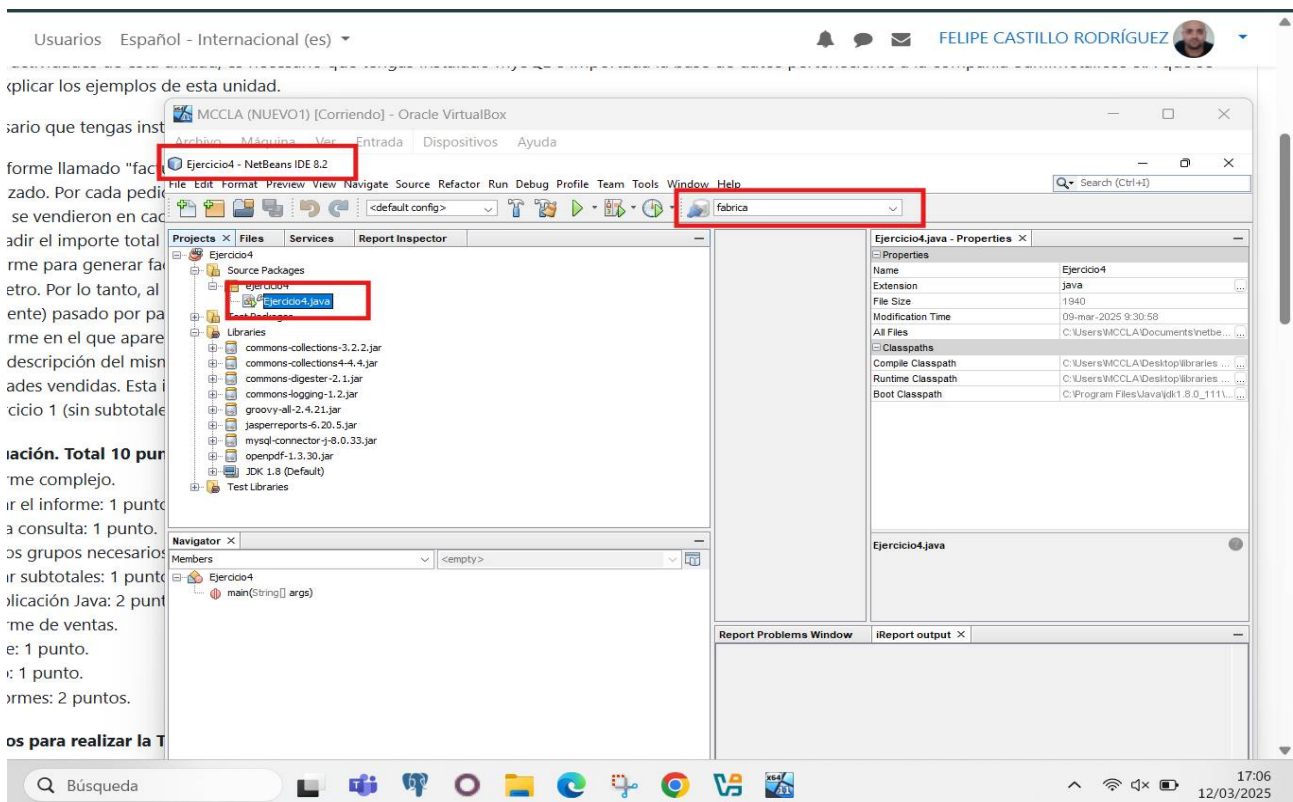 Usuarios Español - Internacional (es)
FELIPE CASTILLO RODRÍGUEZ
explicar los ejemplos de esta unidad.
MCCLA (NUEVO1) [Corriendo] - Oracle VirtualBox
sario que tengas inst
Archivo Máquina Ver Entrada Dispositivos Ayuda
forme llamado "fact
Ejercicio4 - NetBeans IDE 8.2
zado. Por cada pedi
File Edit Format Preview View Navigate Source Refactor Run Debug Profile Team Tools Window Help
Search (Ctrl+I)
se vendieron en cad
<default config>
fabrica
adir el importe total
Projects Files Services Report Inspector
Ejercicio4.java - Properties
rme para generar fa
Ejercicio4
Properties
Source Packages
Name Ejercicio4
etro. Por lo tanto, al
ejercicio4
Extension java
Ejercicio4.java
File Size 1940
ente) pasado por pa
Test Packages
Modification Time 09-mar-2025 9:30:58
rme en el que apare
Libraries
All Files C:\Users\MCCLA\Documents\netbe...
commons-collections-3.2.2.jar
Classpaths
descripción del mism
commons-collections4-4.4.jar
Compile Classpath C:\Users\MCCLA\Desktop\libraries ...
commons-digester-2.1.jar
Runtime Classpath C:\Users\MCCLA\Desktop\libraries ...
ades vendidas. Esta i
commons-logging-1.2.jar
Boot Classpath C:\Program Files\Java\jdk1.8.0_111\...
rcicio 1 (sin subtotale
groovy-all-2.4.21.jar
jasperreports-6.20.5.jar
mysql-connector-j-8.0.33.jar
uación. Total 10 pun
openpdf-1.3.30.jar
JDK 1.8 (Default)
rme complejo.
Test Libraries
ar el informe: 1 punto
a consulta: 1 punto.
Navigator
os grupos necesarios
Members <empty>
Ejercicio4.java
ar subtotales: 1 punto
Ejercicio4
main(String[] args)
plicación Java: 2 punt
rme de ventas.
Report Problems Window iReport output
e: 1 punto.
o: 1 punto.
ormes: 2 puntos.
os para realizar la T
Búsqueda
17:06
12/03/2025